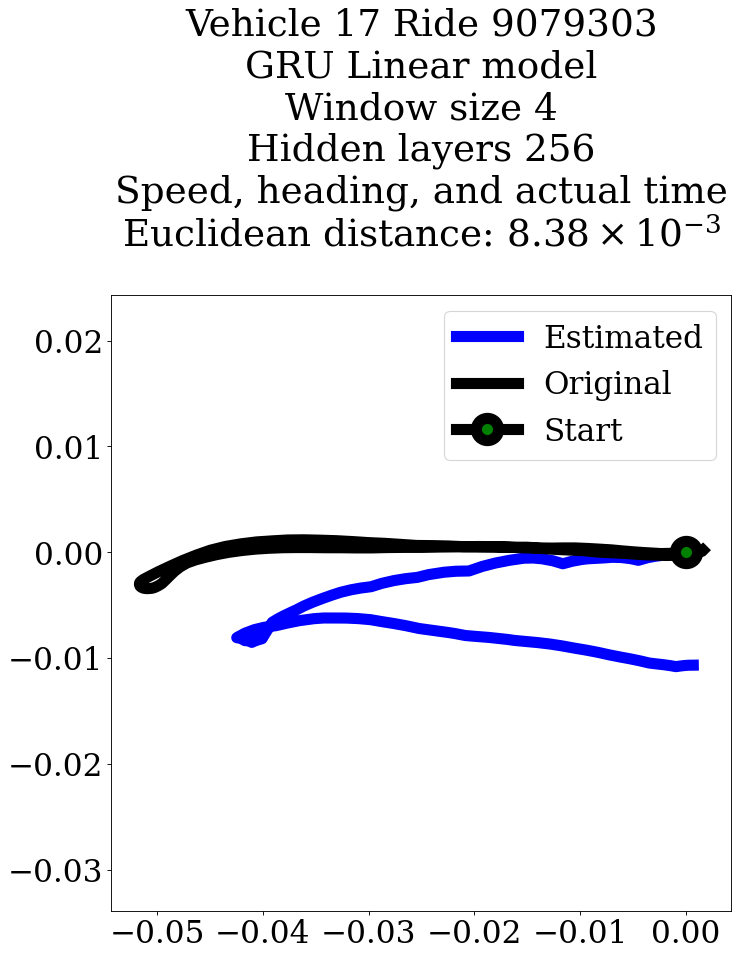 Vehicle 17 Ride 9079303
GRU Linear model
Window size 4
Hidden layers 256
Speed, heading, and actual time
Euclidean distance: 8.38 × 10⁻³
Estimated
Original
Start
0.02
0.01
0.00
−0.01
−0.02
−0.03
−0.05 −0.04 −0.03 −0.02 −0.01 0.00